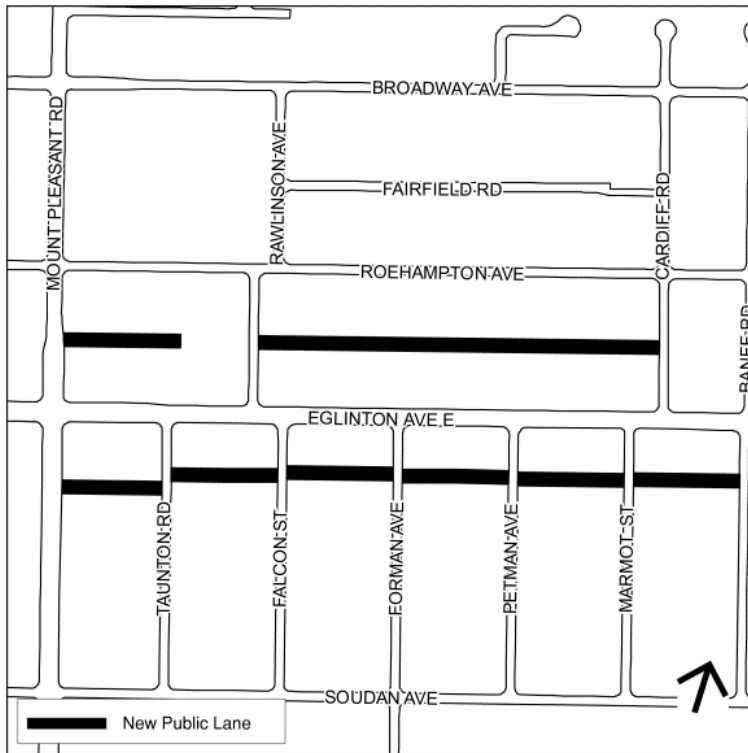 BROADWAY AVE
MOUNT PLEASANT RD
RAWLINSON AVE
FAIRFIELD RD
CARDIFF RD
ROEHAMPTON AVE
BANFF RD
EGLINTON AVE E
TAUNTON RD
FALCON ST
FORMAN AVE
PETMAN AVE
MARMOT ST
SOUDAN AVE
New Public Lane